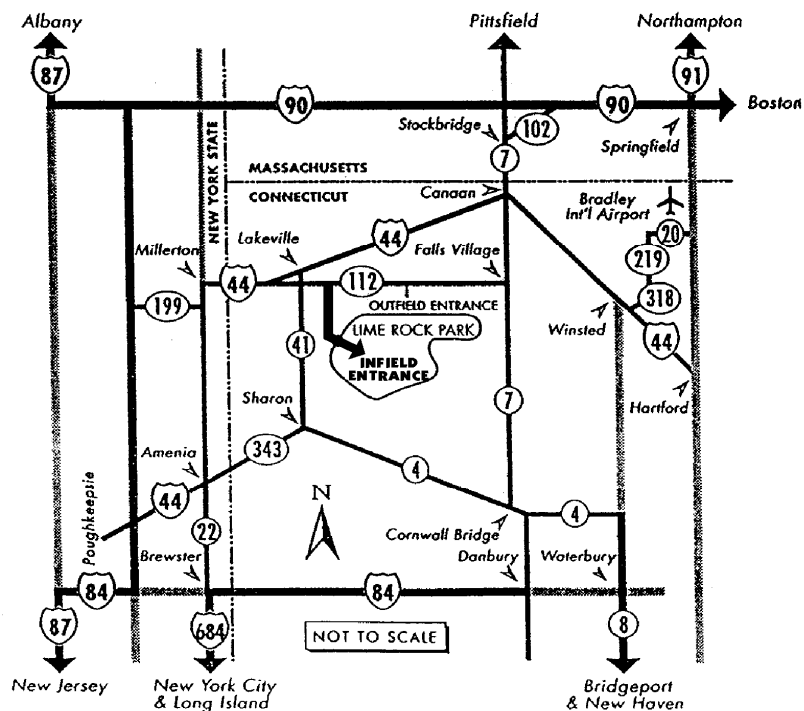 Albany
Pittsfield
Northampton
87
91
90
90
Boston
Stockbridge
102
Springfield
7
NEW YORK STATE
MASSACHUSETTS
CONNECTICUT
Canaan
Bradley
Int'l Airport
20
Millerton
Lakeville
44
Falls Village
219
44
112
318
199
OUTFIELD ENTRANCE
Winsted
LIME ROCK PARK
41
INFIELD
ENTRANCE
44
7
Hartford
Sharon
343
Amenia
4
Poughkeepsie
44
N
22
4
Cornwall Bridge
Brewster
Danbury
Waterbury
84
84
87
684
NOT TO SCALE
8
New Jersey
New York City
& Long Island
Bridgeport
& New Haven